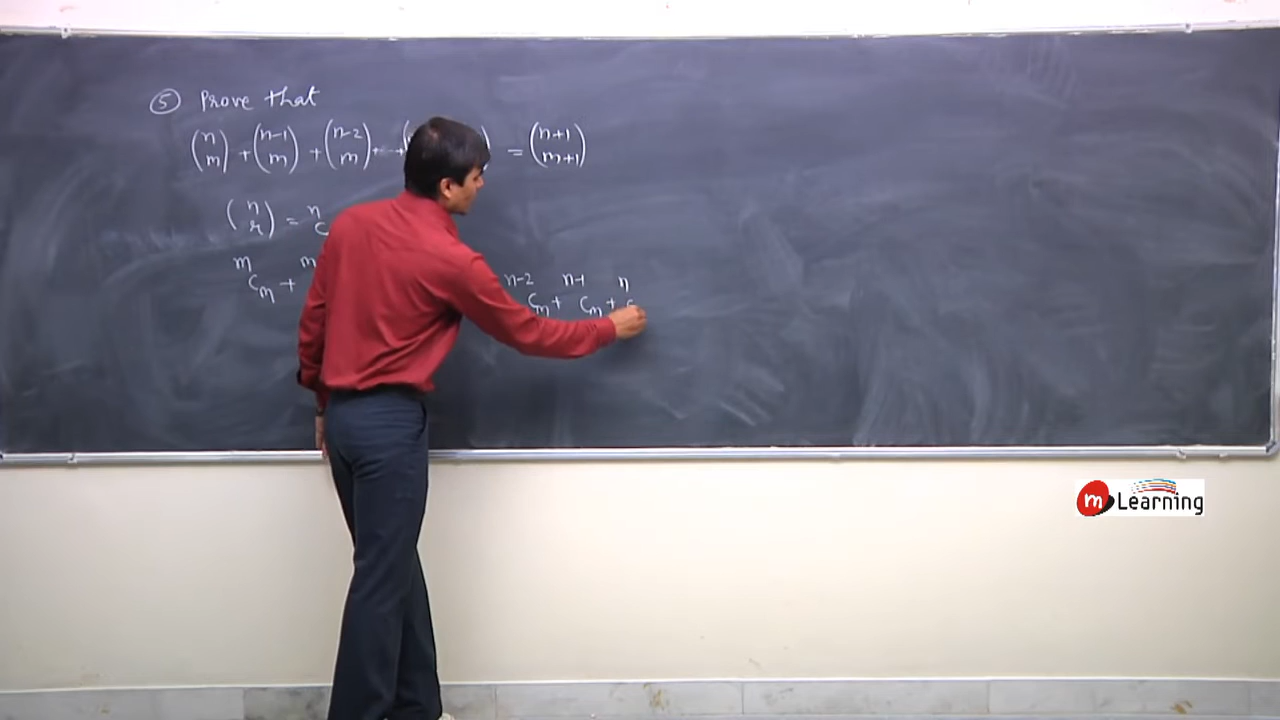 ⑤ Prove that
(n m) + (n-1 m) + (n-2 m) + ... + ( ) = (n+1 m+1)
(n r) = ⁿC
ᵐCₘ + ᵐ ⁿ⁻²Cₘ + ⁿ⁻¹Cₘ + ⁿC
m Learning